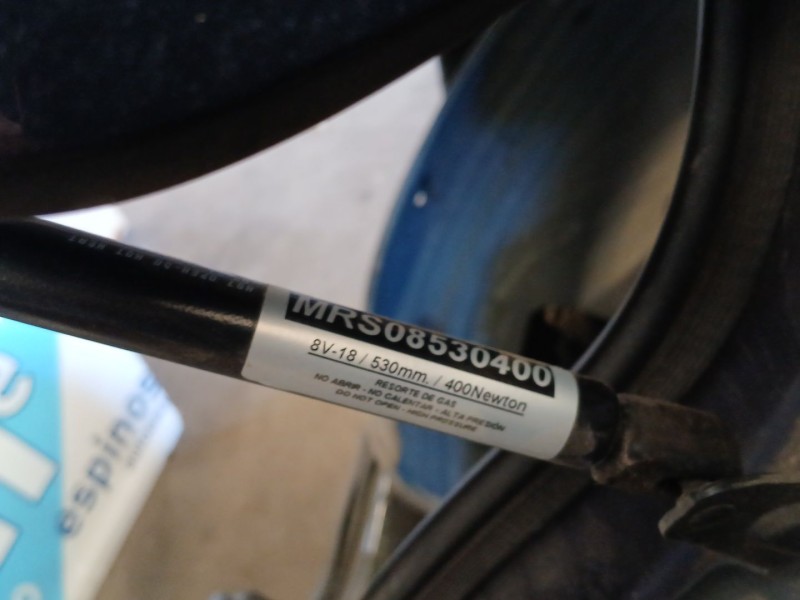 MRS08530400
8V-18 / 530mm. / 400Newton
RESORTE DE GAS
NO ABRIR - NO CALENTAR - ALTA PRESIÓN
DO NOT OPEN - HIGH PRESSURE
espinos